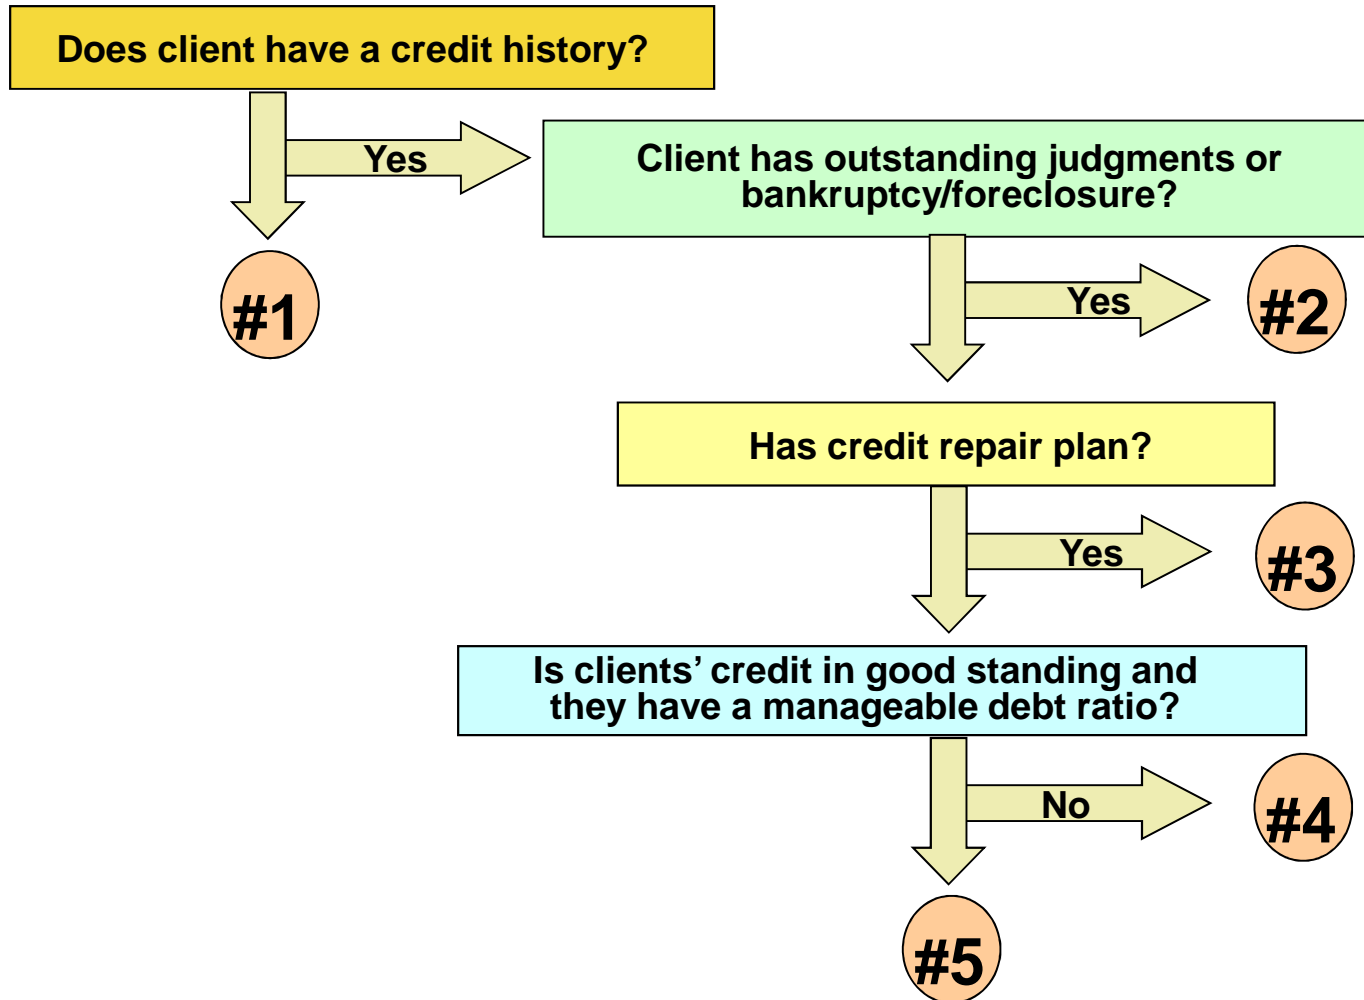 Does client have a credit history?
Yes
Client has outstanding judgments or
bankruptcy/foreclosure?
#1
Yes
#2
Has credit repair plan?
Yes
#3
Is clients’ credit in good standing and
they have a manageable debt ratio?
No
#4
#5